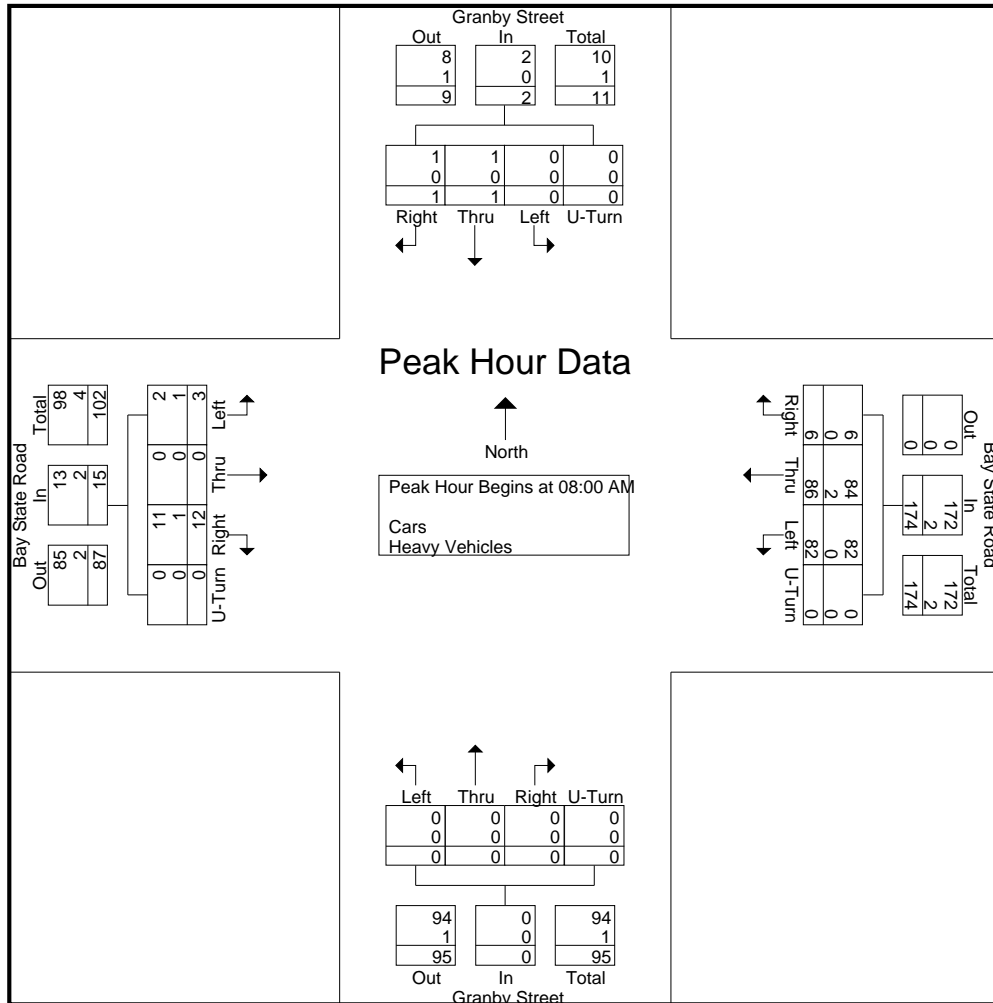 Granby Street
Out In Total
8 2 10
1 0 1
9 2 11
1 1 0 0
0 0 0 0
1 1 0 0
Right Thru Left U-Turn
Peak Hour Data
North
Peak Hour Begins at 08:00 AM
Cars
Heavy Vehicles
Bay State Road
Out In Total
85 13 98
2 2 4
87 15 102
U-Turn Right Thru Left
0 11 0 2
0 1 0 1
0 12 0 3
Bay State Road
Out In Total
0 172 172
0 2 2
0 174 174
6 84 82 0
0 2 0 0
6 86 82 0
Right Thru Left U-Turn
Left Thru Right U-Turn
0 0 0 0
0 0 0 0
0 0 0 0
94 0 94
1 0 1
95 0 95
Out In Total
Granby Street